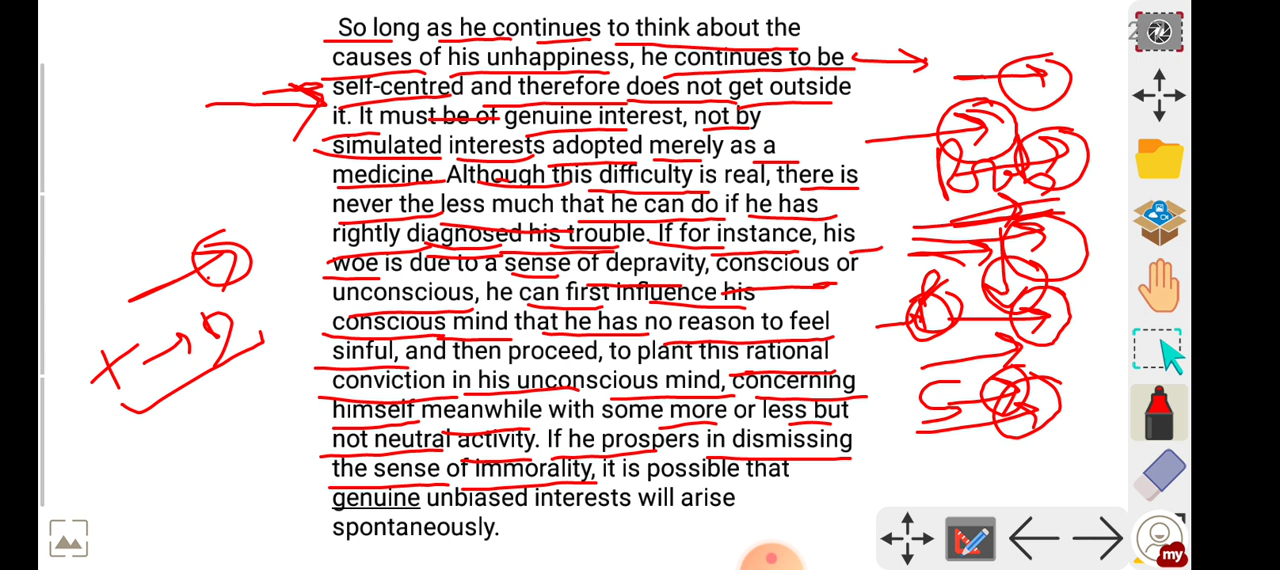 So long as he continues to think about the
causes of his unhappiness, he continues to be
self-centred and therefore does not get outside
it. It must be of genuine interest, not by
simulated interests adopted merely as a
medicine. Although this difficulty is real, there is
never the less much that he can do if he has
rightly diagnosed his trouble. If for instance, his
woe is due to a sense of depravity, conscious or
unconscious, he can first influence his
conscious mind that he has no reason to feel
sinful, and then proceed, to plant this rational
conviction in his unconscious mind, concerning
himself meanwhile with some more or less but
not neutral activity. If he prospers in dismissing
the sense of immorality, it is possible that
genuine unbiased interests will arise
spontaneously.
my